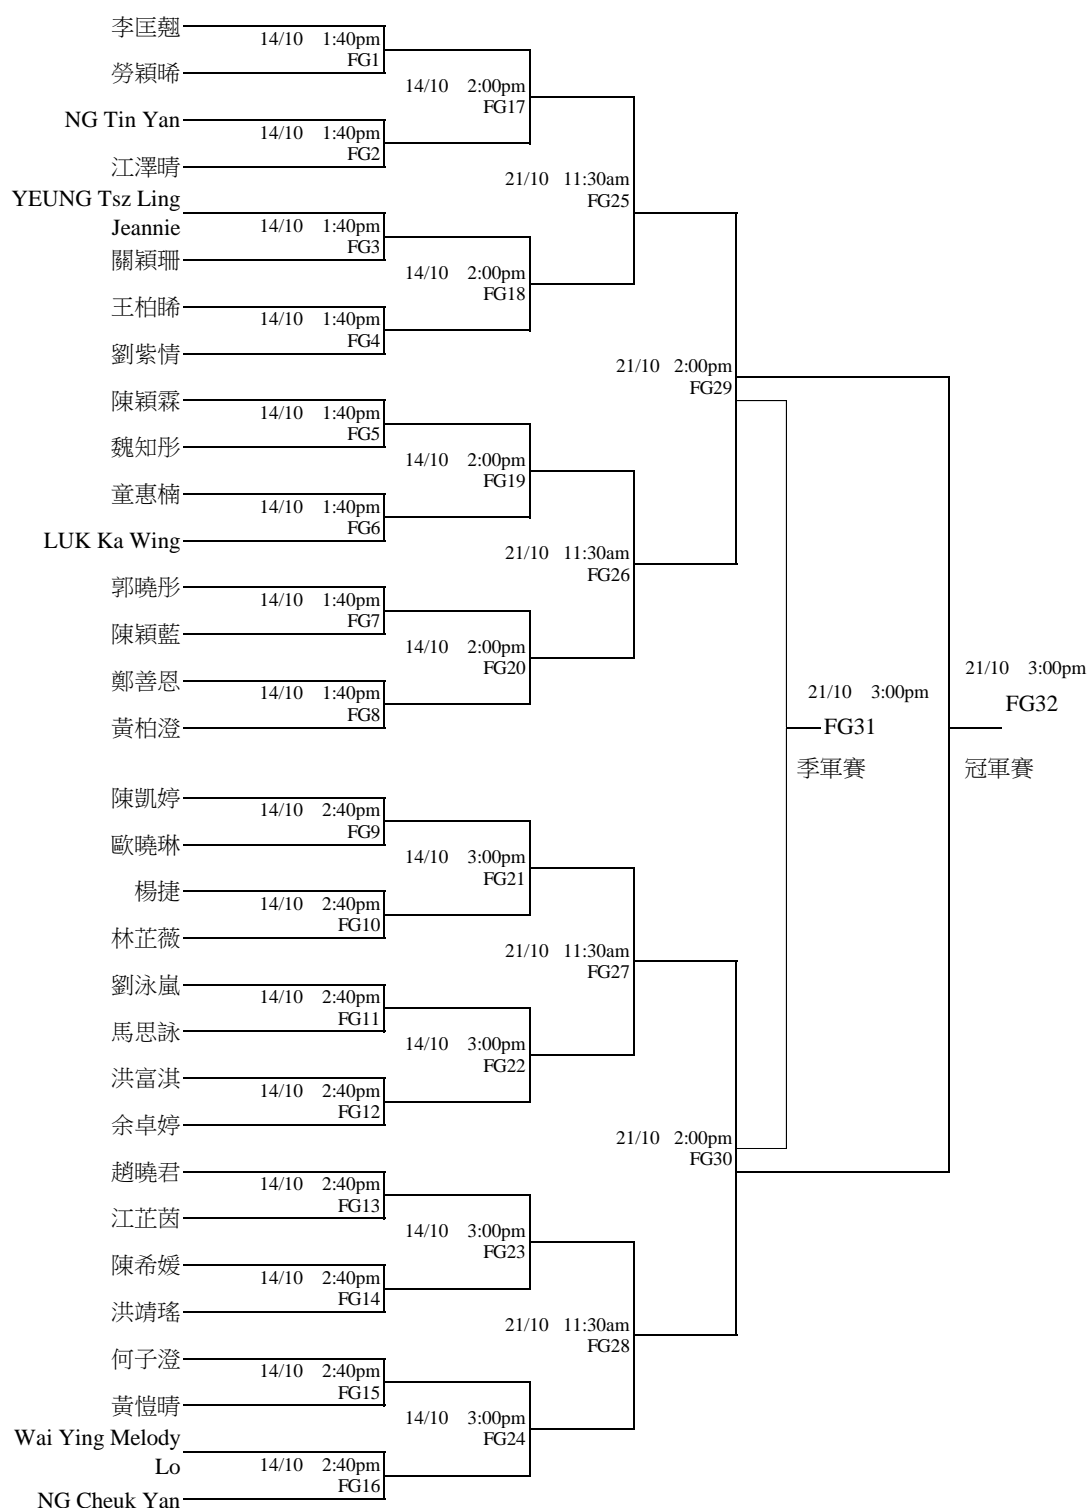 李匡翹
14/10 1:40pm
FG1
勞穎晞
14/10 2:00pm
FG17
NG Tin Yan
14/10 1:40pm
FG2
江澤晴
21/10 11:30am
FG25
YEUNG Tsz Ling
Jeannie
14/10 1:40pm
FG3
關穎珊
14/10 2:00pm
FG18
王柏睎
14/10 1:40pm
FG4
劉紫情
21/10 2:00pm
FG29
陳穎霖
14/10 1:40pm
FG5
魏知彤
14/10 2:00pm
FG19
童惠楠
14/10 1:40pm
FG6
LUK Ka Wing
21/10 11:30am
FG26
郭曉彤
14/10 1:40pm
FG7
陳穎藍
14/10 2:00pm
FG20
鄭善恩
14/10 1:40pm
FG8
黃柏澄
21/10 3:00pm
FG31
季軍賽
21/10 3:00pm
FG32
冠軍賽
陳凱婷
14/10 2:40pm
FG9
歐曉琳
14/10 3:00pm
FG21
楊捷
14/10 2:40pm
FG10
林芷薇
21/10 11:30am
FG27
劉泳嵐
14/10 2:40pm
FG11
馬思詠
14/10 3:00pm
FG22
洪富淇
14/10 2:40pm
FG12
余卓婷
21/10 2:00pm
FG30
趙曉君
14/10 2:40pm
FG13
江芷茵
14/10 3:00pm
FG23
陳希媛
14/10 2:40pm
FG14
洪靖瑤
21/10 11:30am
FG28
何子澄
14/10 2:40pm
FG15
黃愷晴
14/10 3:00pm
FG24
Wai Ying Melody
Lo
14/10 2:40pm
FG16
NG Cheuk Yan